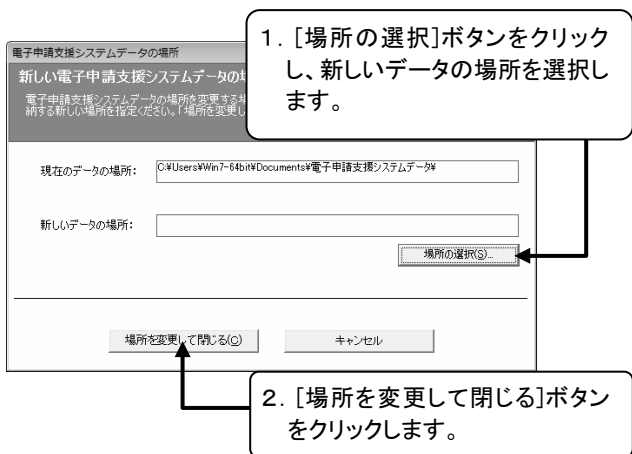 1．[場所の選択]ボタンをクリック
し、新しいデータの場所を選択し
ます。
電子申請支援システムデータの場所
新しい電子申請支援システムデータの
電子申請支援システムデータの場所を変更する
納する新しい場所を指定ください。「場所を変更し
現在のデータの場所：
C:¥Users¥Win7-64bit¥Documents¥電子申請支援システムデータ¥
新しいデータの場所：
場所の選択(S)...
場所を変更して閉じる(C)
キャンセル
2．[場所を変更して閉じる]ボタン
をクリックします。